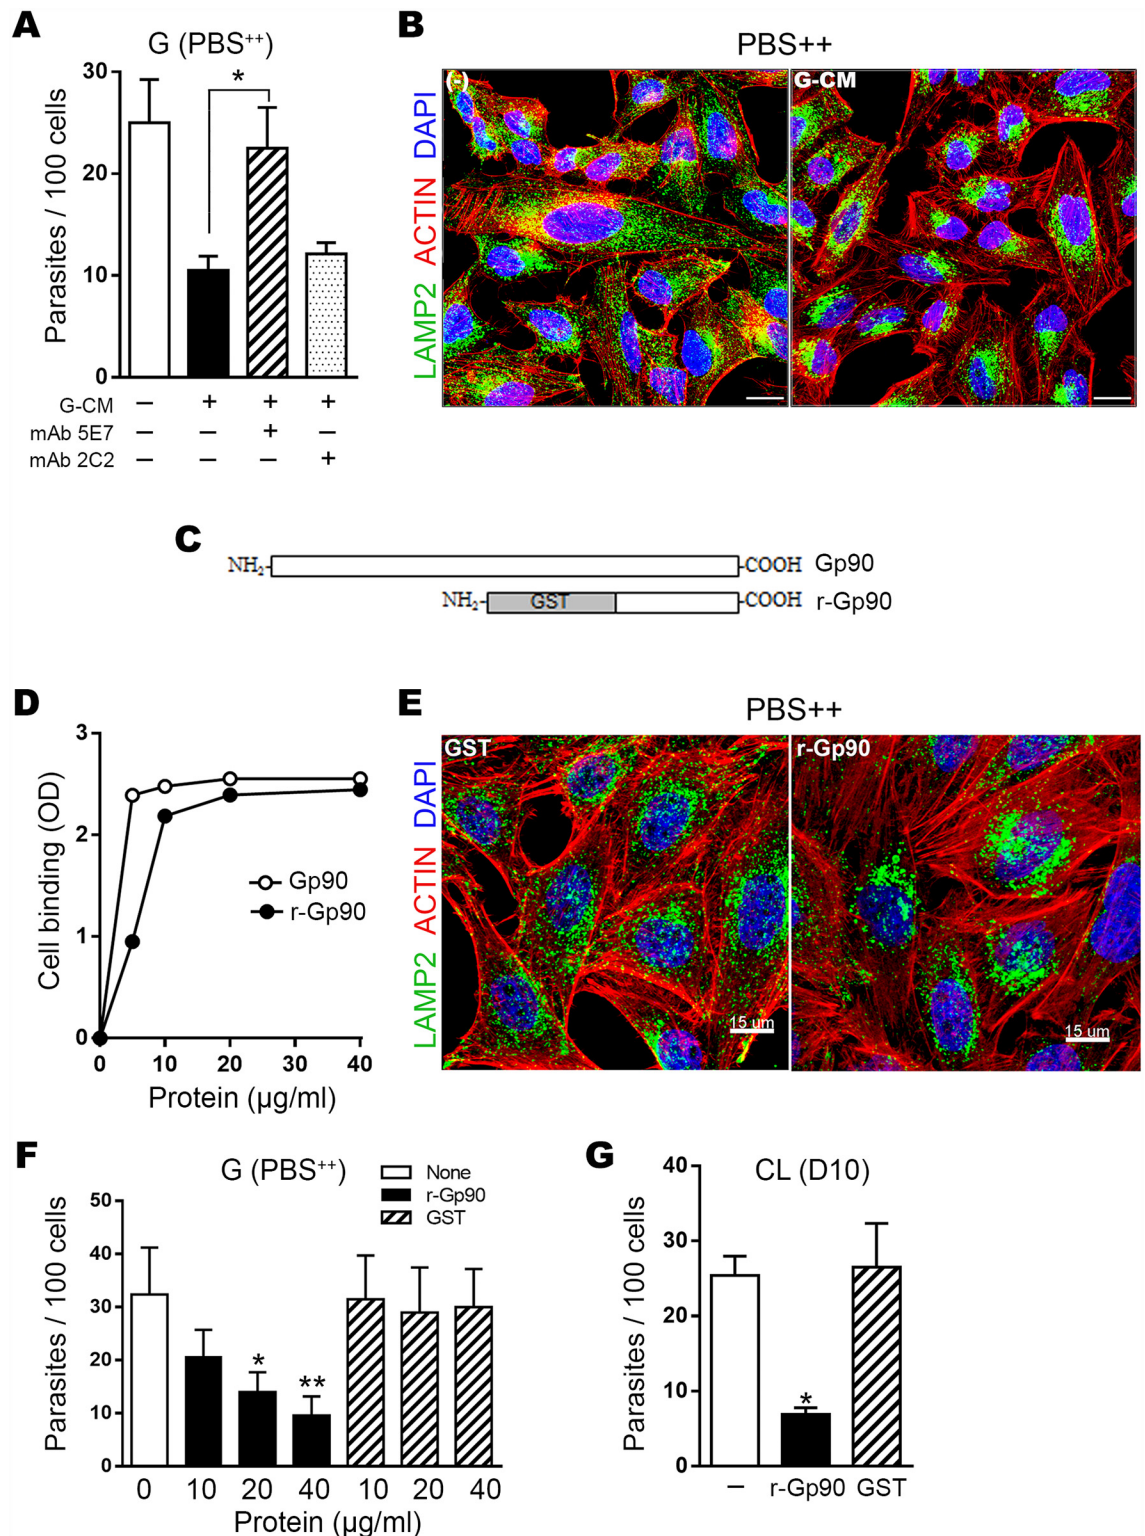 A
G (PBS++)
*
Parasites / 100 cells
30
20
10
0
G-CM − + + +
mAb 5E7 − − + −
mAb 2C2 − − − +
B
PBS++
LAMP2 ACTIN DAPI
(-)
G-CM
C
NH2- -COOH Gp90
NH2- GST -COOH r-Gp90
D
Cell binding (OD)
3
2
1
0
Gp90
r-Gp90
0 10 20 30 40
Protein (µg/ml)
E
PBS++
LAMP2 ACTIN DAPI
GST
r-Gp90
15 um
15 um
F
G (PBS++)
None
r-Gp90
GST
Parasites / 100 cells
50
40
30
20
10
0
* **
0 10 20 40 10 20 40
Protein (µg/ml)
G
CL (D10)
Parasites / 100 cells
40
30
20
10
0
*
− r-Gp90 GST